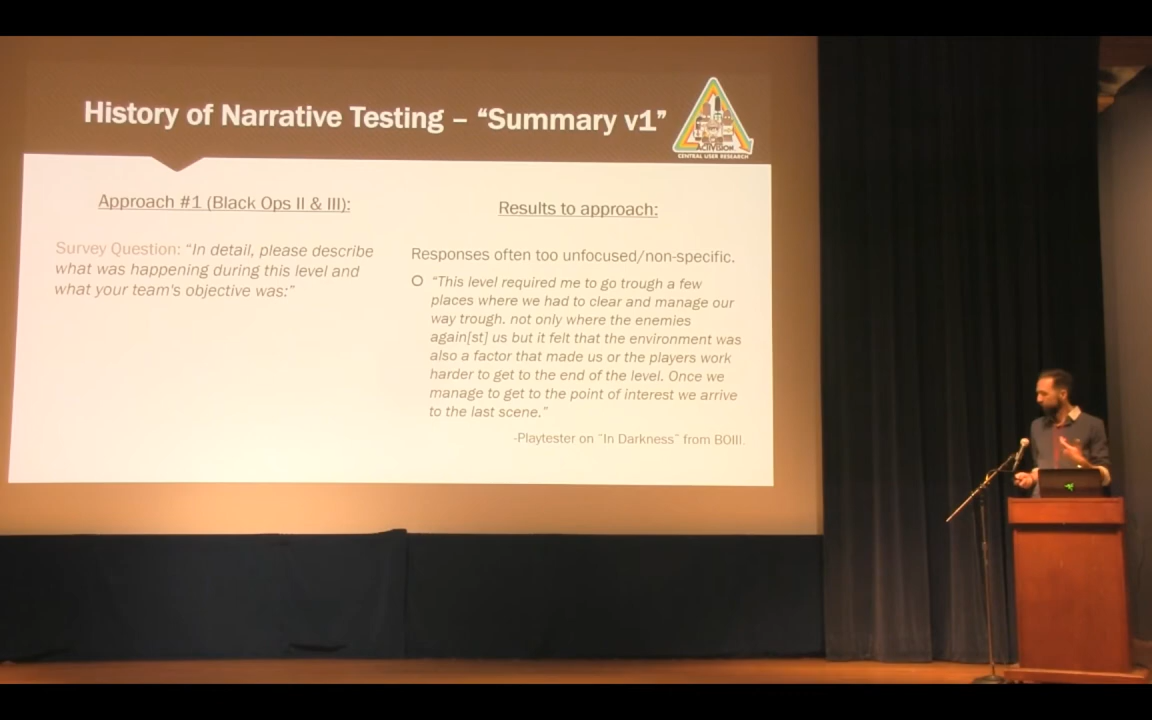 History of Narrative Testing – “Summary v1”
ACTIVISION
CENTRAL USER RESEARCH
Approach #1 (Black Ops II & III):
Survey Question: “In detail, please describe
what was happening during this level and
what your team's objective was:”
Results to approach:
Responses often too unfocused/non-specific.
“This level required me to go trough a few
places where we had to clear and manage our
way trough. not only where the enemies
again[st] us but it felt that the environment was
also a factor that made us or the players work
harder to get to the end of the level. Once we
manage to get to the point of interest we arrive
to the last scene.”
-Playtester on “In Darkness” from BOIII.